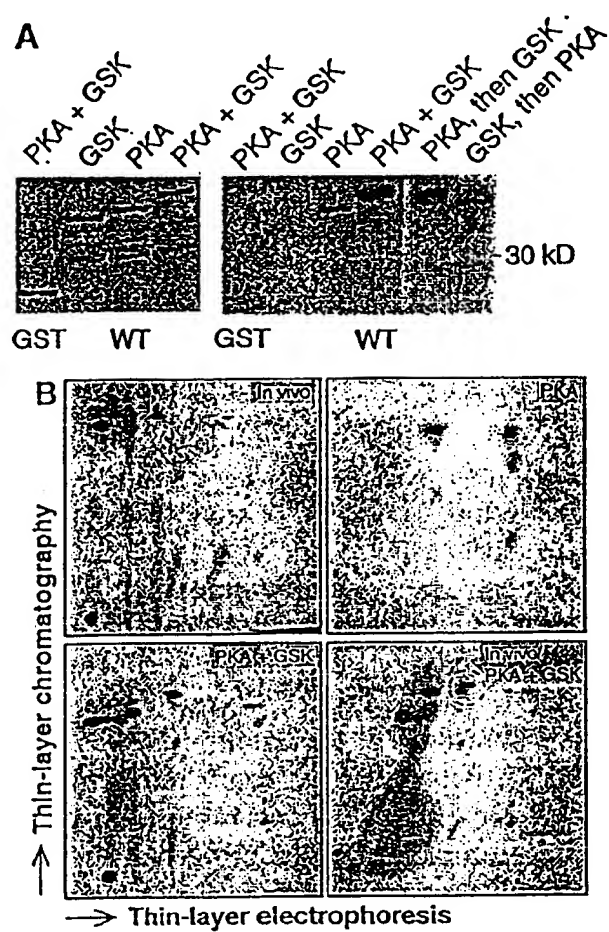 A
PKA + GSK
GSK
PKA
PKA + GSK
PKA + GSK
GSK
PKA
PKA + GSK
PKA, then GSK
GSK, then PKA
30 kD
GST WT GST WT
B
In vivo
PKA
PKA + GSK
In vivo
PKA + GSK
Thin-layer chromatography
Thin-layer electrophoresis